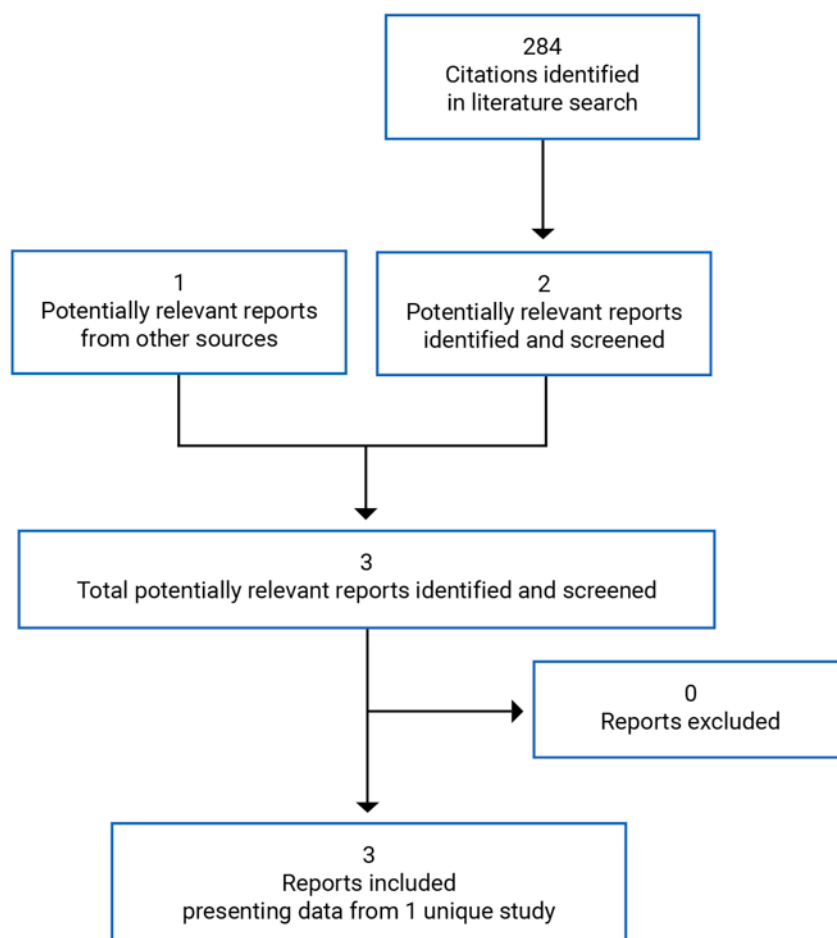 284
Citations identified
in literature search
1
Potentially relevant reports
from other sources
2
Potentially relevant reports
identified and screened
3
Total potentially relevant reports identified and screened
0
Reports excluded
3
Reports included
presenting data from 1 unique study